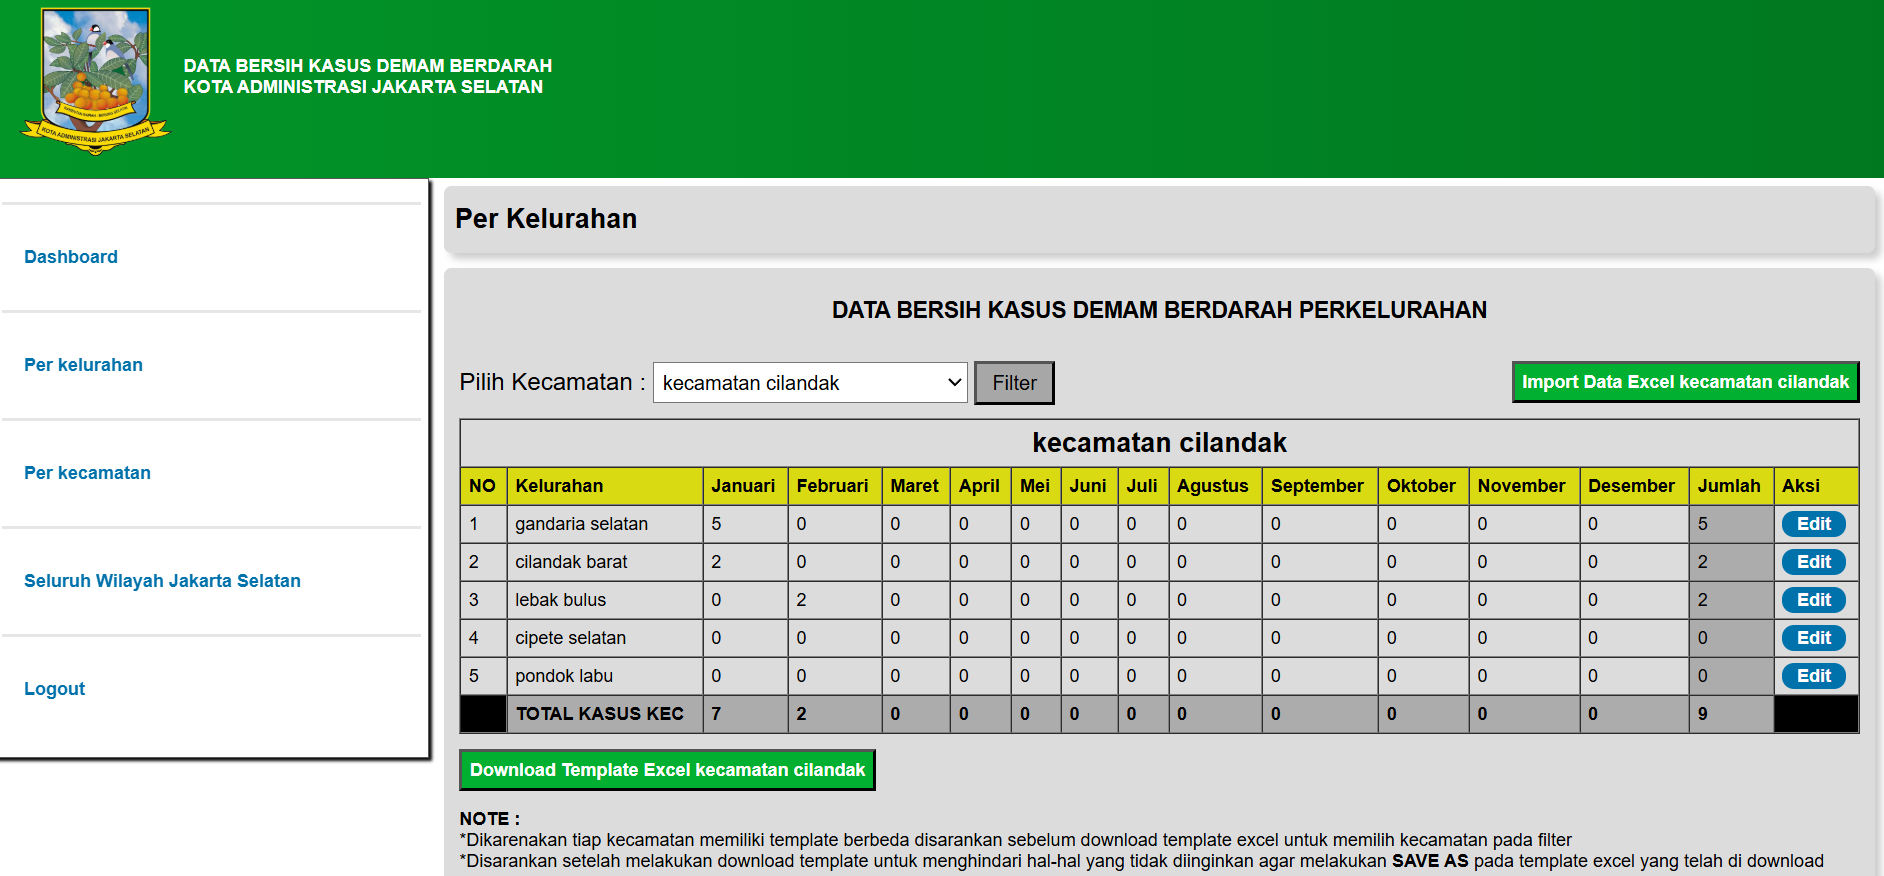 DATA BERSIH KASUS DEMAM BERDARAH
KOTA ADMINISTRASI JAKARTA SELATAN
KOTA ADMINISTRASI JAKARTA SELATAN
Dashboard
Per kelurahan
Per kecamatan
Seluruh Wilayah Jakarta Selatan
Logout
Per Kelurahan
DATA BERSIH KASUS DEMAM BERDARAH PERKELURAHAN
Pilih Kecamatan : kecamatan cilandak Filter Import Data Excel kecamatan cilandak
kecamatan cilandak
NO Kelurahan Januari Februari Maret April Mei Juni Juli Agustus September Oktober November Desember Jumlah Aksi
1 gandaria selatan 5 0 0 0 0 0 0 0 0 0 0 0 5 Edit
2 cilandak barat 2 0 0 0 0 0 0 0 0 0 0 0 2 Edit
3 lebak bulus 0 2 0 0 0 0 0 0 0 0 0 0 2 Edit
4 cipete selatan 0 0 0 0 0 0 0 0 0 0 0 0 0 Edit
5 pondok labu 0 0 0 0 0 0 0 0 0 0 0 0 0 Edit
TOTAL KASUS KEC 7 2 0 0 0 0 0 0 0 0 0 0 9
Download Template Excel kecamatan cilandak
NOTE :
*Dikarenakan tiap kecamatan memiliki template berbeda disarankan sebelum download template excel untuk memilih kecamatan pada filter
*Disarankan setelah melakukan download template untuk menghindari hal-hal yang tidak diinginkan agar melakukan SAVE AS pada template excel yang telah di download